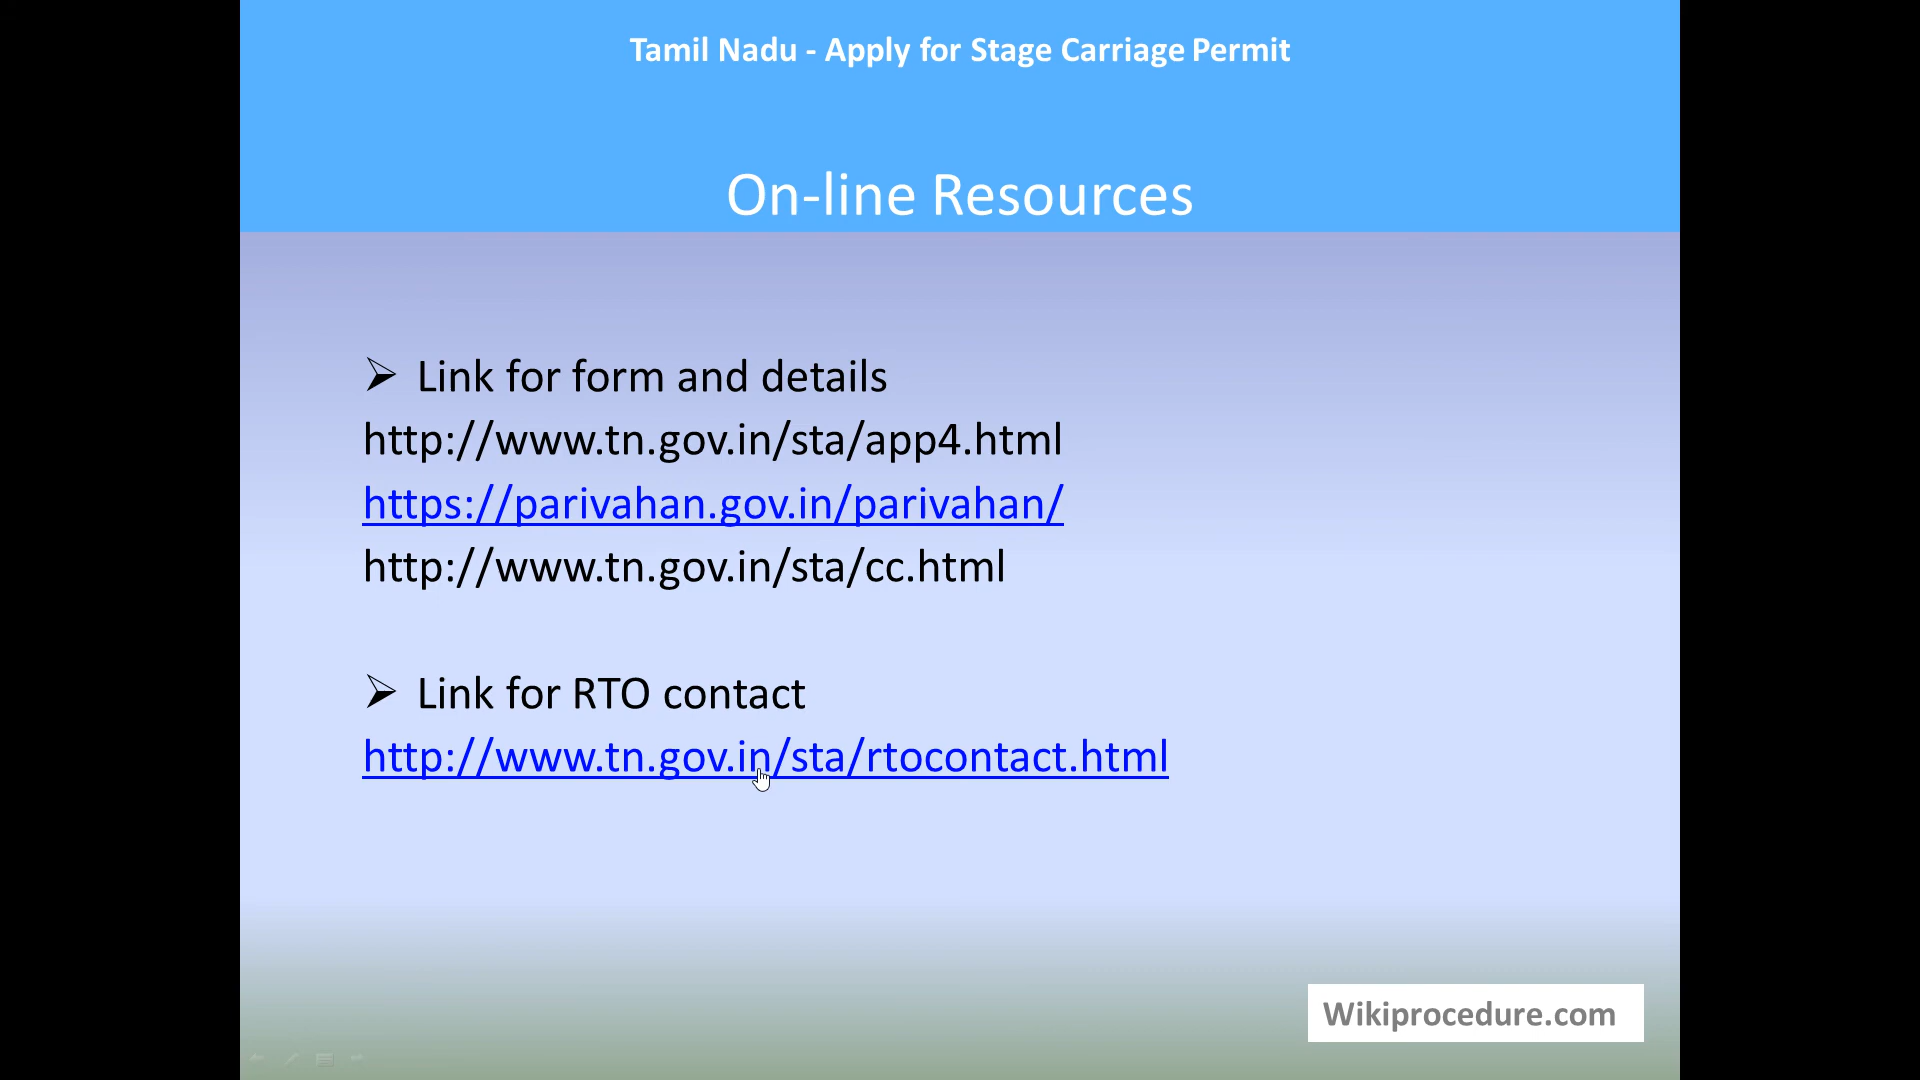 Tamil Nadu - Apply for Stage Carriage Permit
On-line Resources
Link for form and details
http://www.tn.gov.in/sta/app4.html
https://parivahan.gov.in/parivahan/
http://www.tn.gov.in/sta/cc.html
Link for RTO contact
http://www.tn.gov.in/sta/rtocontact.html
Wikiprocedure.com